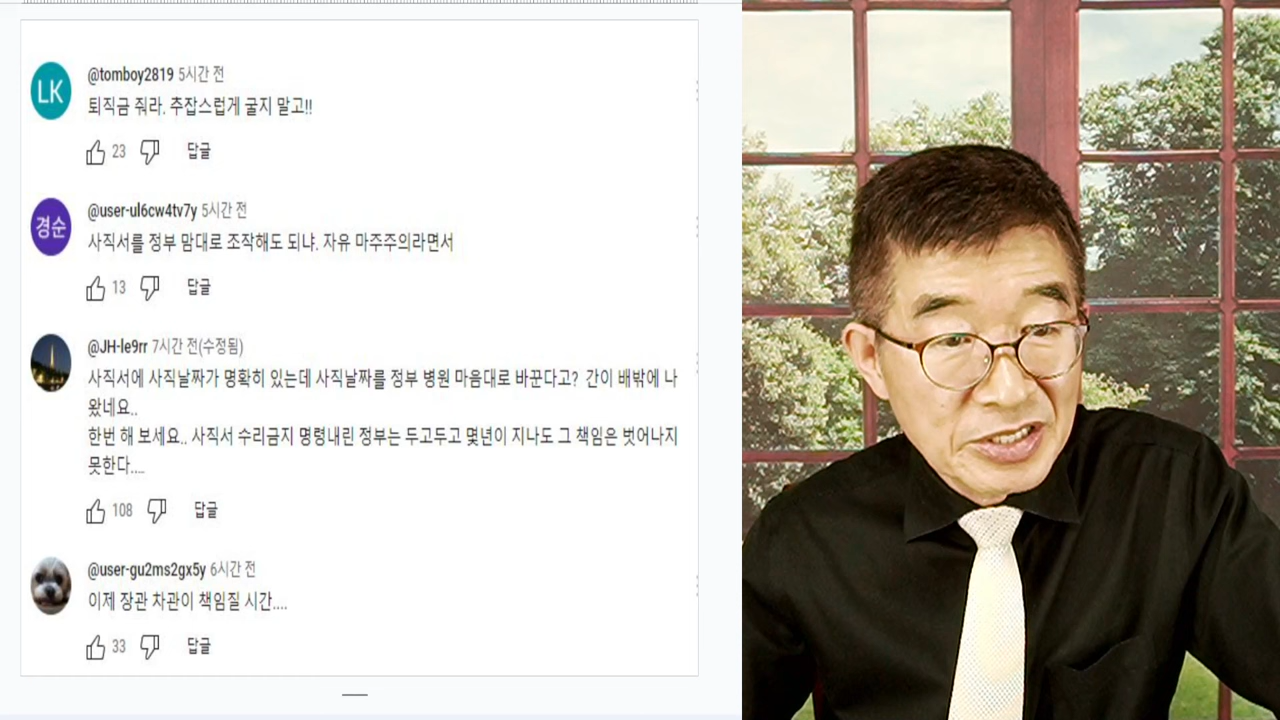 LK
@tomboy2819 5시간 전
퇴직금 줘라. 추잡스럽게 굴지 말고!!
23 답글
경순
@user-ul6cw4tv7y 5시간 전
사직서를 정부 맘대로 조작해도 되냐. 자유 마주주의라면서
13 답글
@JH-le9rr 7시간 전(수정됨)
사직서에 사직날짜가 명확히 있는데 사직날짜를 정부 병원 마음대로 바꾼다고? 간이 배밖에 나
왔네요..
한번 해 보세요.. 사직서 수리금지 명령내린 정부는 두고두고 몇년이 지나도 그 책임은 벗어나지
못한다....
108 답글
@user-gu2ms2gx5y 6시간 전
이제 장관 차관이 책임질 시간....
33 답글